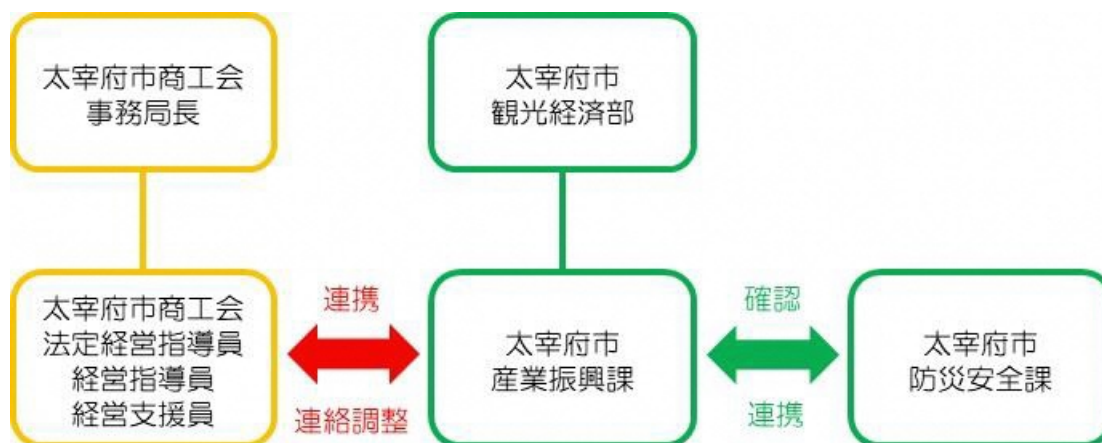 太宰府市商工会
事務局長
太宰府市
観光経済部
太宰府市商工会
法定経営指導員
経営指導員
経営支援員
連携
連絡調整
太宰府市
産業振興課
確認
連携
太宰府市
防災安全課